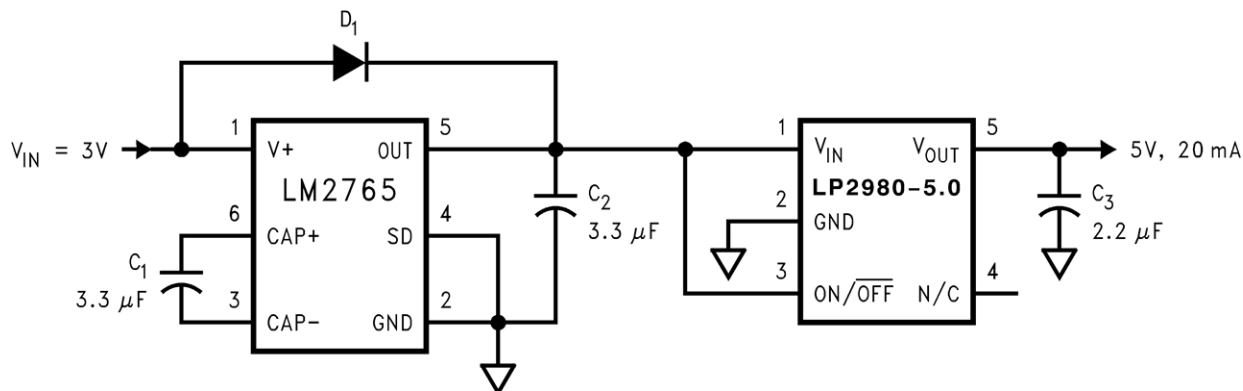 D1
VIN = 3V
1
V+
OUT
5
LM2765
6
CAP+
SD
4
C1
3.3 μF
3
CAP-
GND
2
C2
3.3 μF
1
VIN
VOUT
5
LP2980-5.0
2
GND
3
ON/OFF
N/C
4
5V, 20 mA
C3
2.2 μF